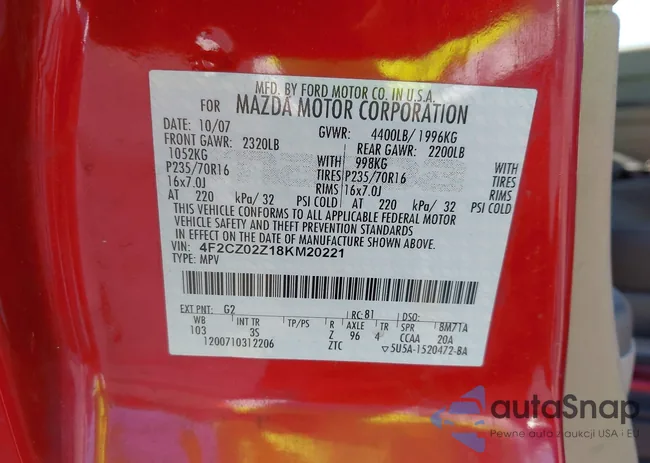 MFD. BY FORD MOTOR CO. IN U.S.A.
FOR MAZDA MOTOR CORPORATION
DATE: 10/07 GVWR: 4400LB/1996KG
FRONT GAWR: 2320LB REAR GAWR: 2200LB
1052KG WITH 998KG WITH
P235/70R16 TIRES P235/70R16 TIRES
16x7.0J RIMS 16x7.0J RIMS
AT 220 kPa/ 32 PSI COLD AT 220 kPa/ 32 PSI COLD
THIS VEHICLE CONFORMS TO ALL APPLICABLE FEDERAL MOTOR
VEHICLE SAFETY AND THEFT PREVENTION STANDARDS
IN EFFECT ON THE DATE OF MANUFACTURE SHOWN ABOVE.
VIN: 4F2CZ02Z18KM20221
TYPE: MPV
EXT PNT: G2 RC: 81 DSO:
WB INT TR TP/PS R AXLE TR SPR BM7TA
103 3S Z 96 4 CCAA 20A
1200710312206 ZTC 5U5A-1520472-BA
autoSnap
Pewne auto z aukcji USA - EU